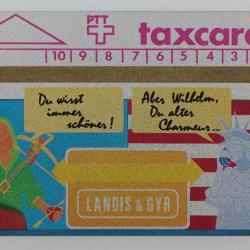 PTT
taxcard
10 9 8 7 6 5 4 3
Du wirst
immer
schöner!
Aber Wilhelm,
Du alter
Charmeur...
LANDIS & GYR